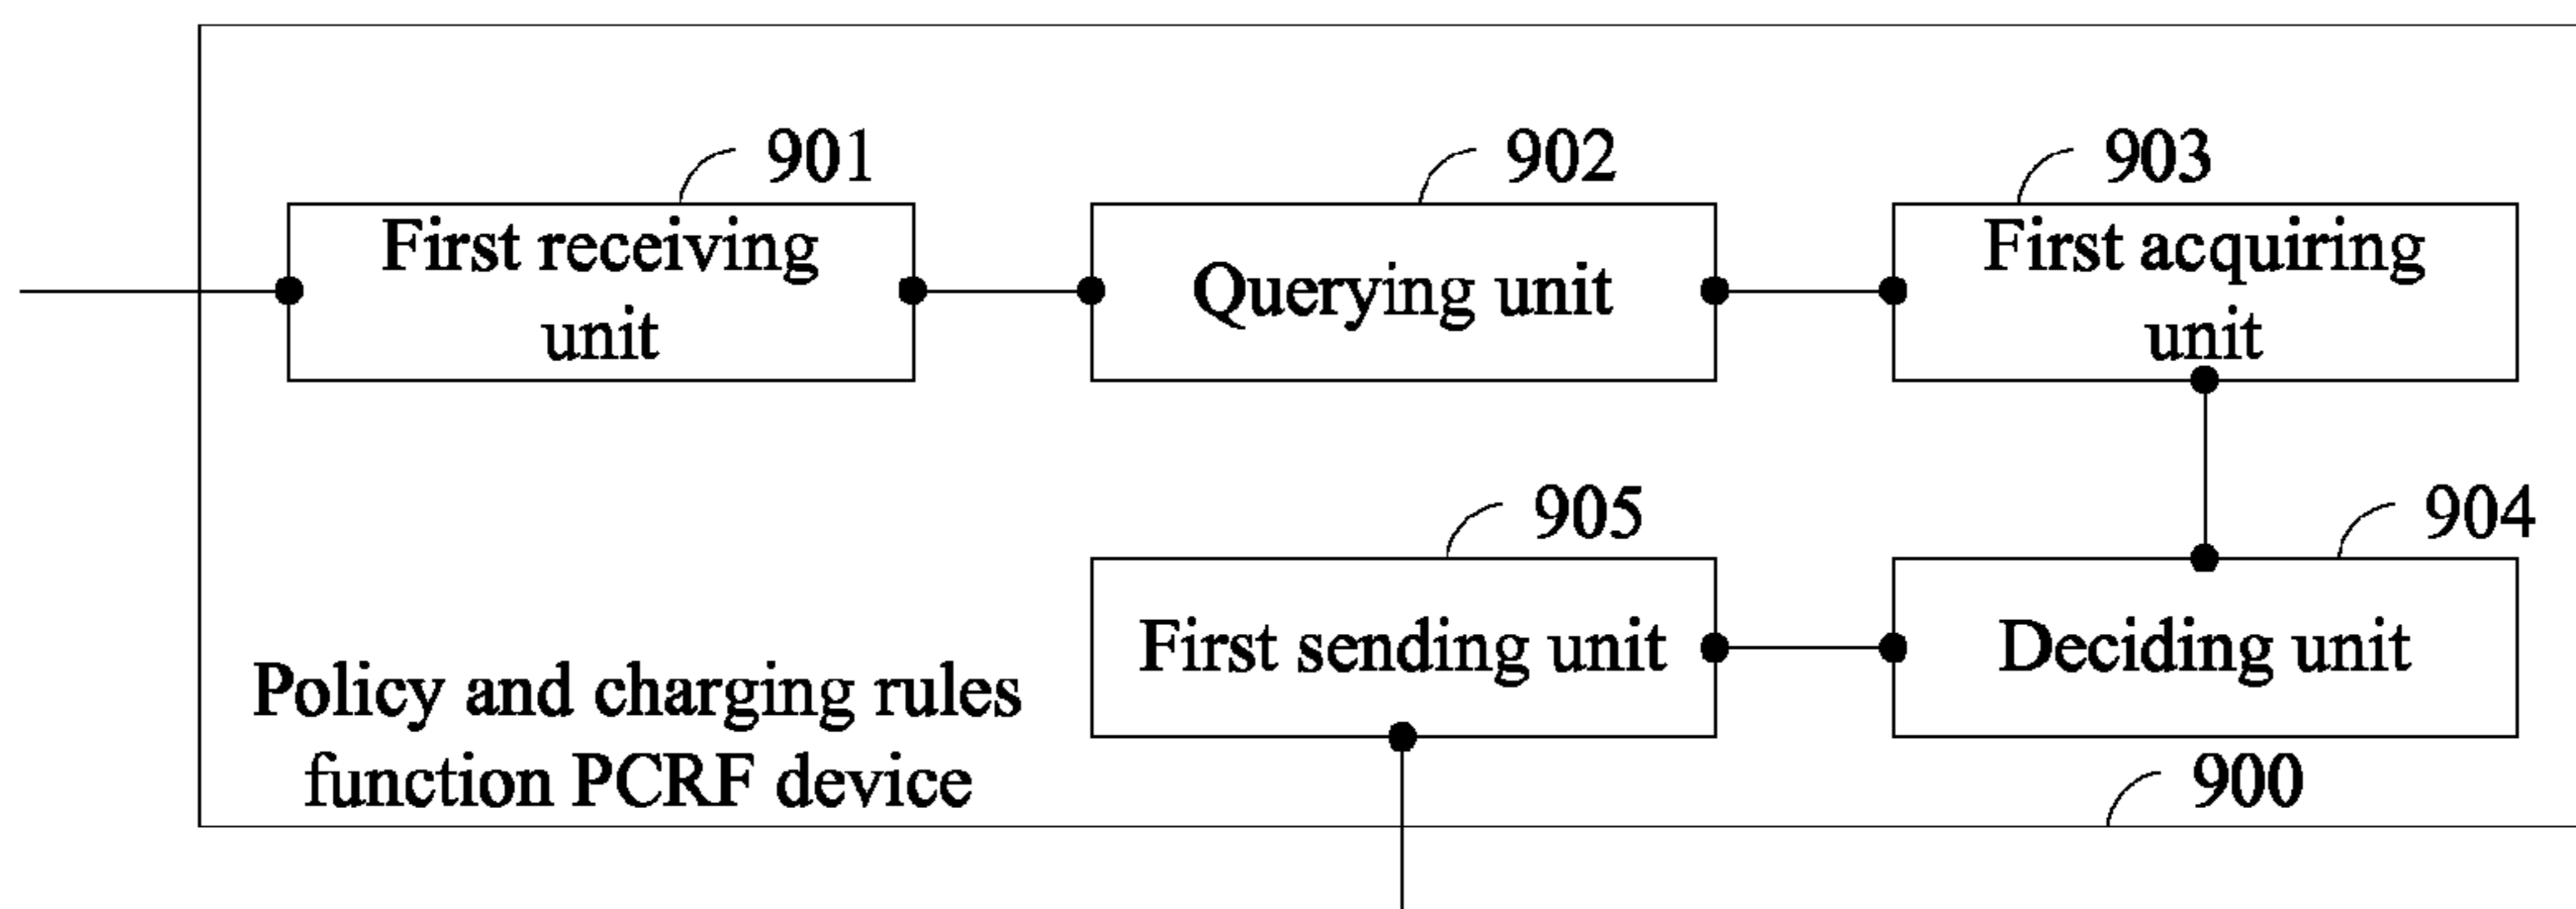 901
902
903
First receiving
unit
Querying unit
First acquiring
unit
905
904
First sending unit
Deciding unit
Policy and charging rules
function PCRF device
900